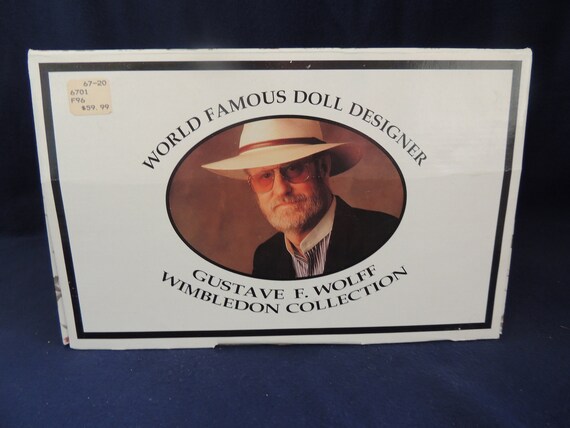 67-20
6701
F96
$59.99
WORLD FAMOUS DOLL DESIGNER
GUSTAVE F. WOLFF
WIMBLEDON COLLECTION